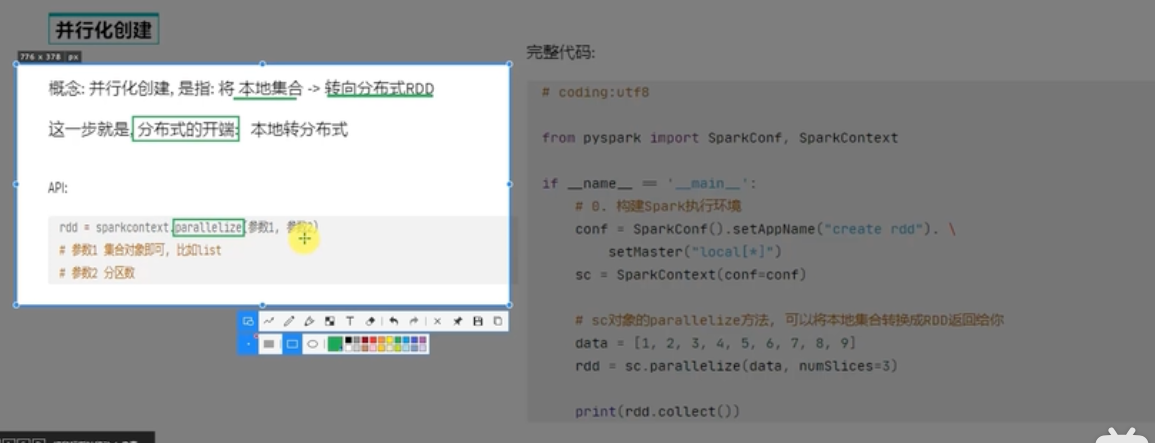 并行化创建
776 x 378 px
概念: 并行化创建, 是指: 将 本地集合 -> 转向分布式RDD
这一步就是, 分布式的开端: 本地转分布式
API:
rdd = sparkcontext.parallelize(参数1, 参数2)
# 参数1 集合对象即可, 比如list
# 参数2 分区数
完整代码:
# coding:utf8
from pyspark import SparkConf, SparkContext
if __name__ == '__main__':
# 0. 构建Spark执行环境
conf = SparkConf().setAppName("create rdd"). \
setMaster("local[*]")
sc = SparkContext(conf=conf)
# sc对象的parallelize方法, 可以将本地集合转换成RDD返回给你
data = [1, 2, 3, 4, 5, 6, 7, 8, 9]
rdd = sc.parallelize(data, numSlices=3)
print(rdd.collect())